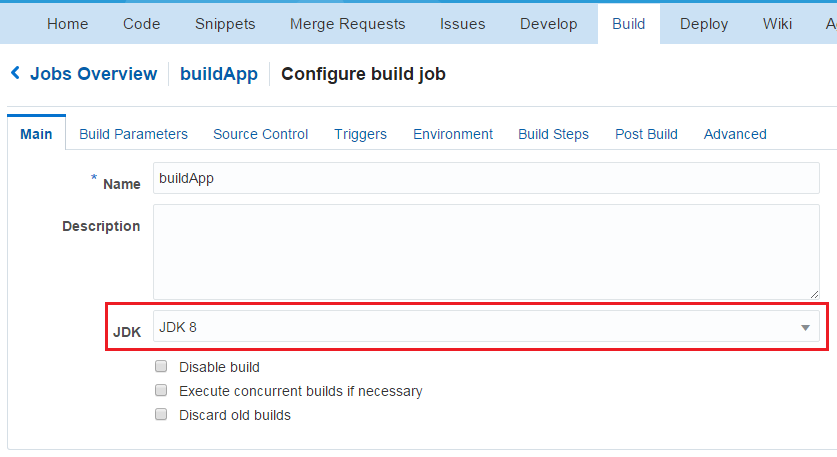 Home Code Snippets Merge Requests Issues Develop Build Deploy Wiki
Jobs Overview buildApp Configure build job
Main Build Parameters Source Control Triggers Environment Build Steps Post Build Advanced
* Name buildApp
Description
JDK JDK 8
Disable build
Execute concurrent builds if necessary
Discard old builds